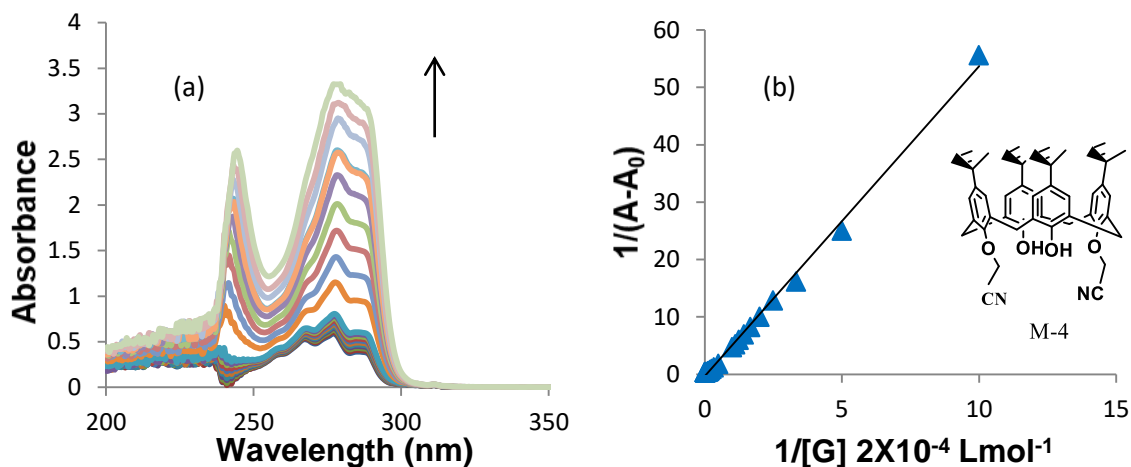 4
3.5
3
2.5
2
1.5
1
0.5
0
Absorbance
(a)
200 250 300 350
Wavelength (nm)
60
50
40
30
20
10
0
1/(A-A₀)
(b)
OH OH
O O
CN NC
M-4
0 5 10 15
1/[G] 2X10⁻⁴ Lmol⁻¹